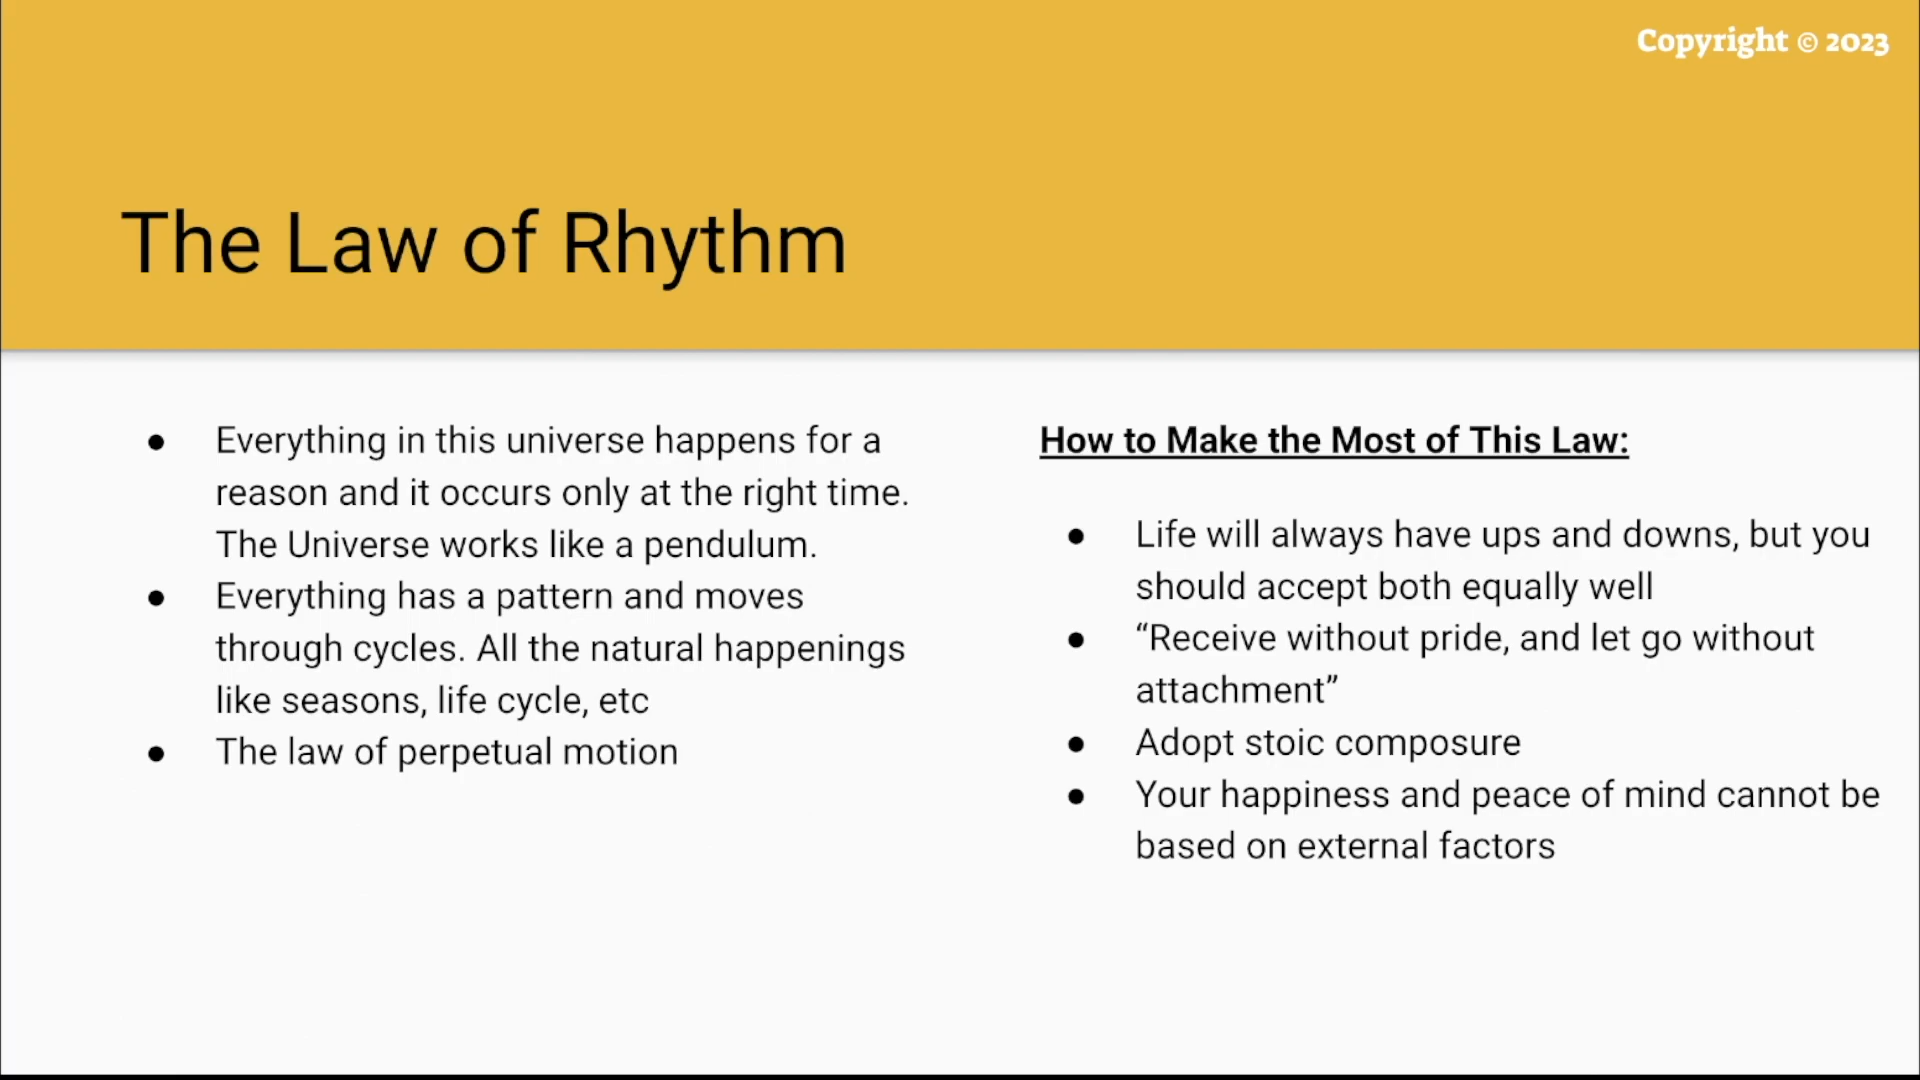 Copyright © 2023
The Law of Rhythm
● Everything in this universe happens for a
reason and it occurs only at the right time.
The Universe works like a pendulum.
● Everything has a pattern and moves
through cycles. All the natural happenings
like seasons, life cycle, etc
● The law of perpetual motion
How to Make the Most of This Law:
● Life will always have ups and downs, but you
should accept both equally well
● “Receive without pride, and let go without
attachment”
● Adopt stoic composure
● Your happiness and peace of mind cannot be
based on external factors